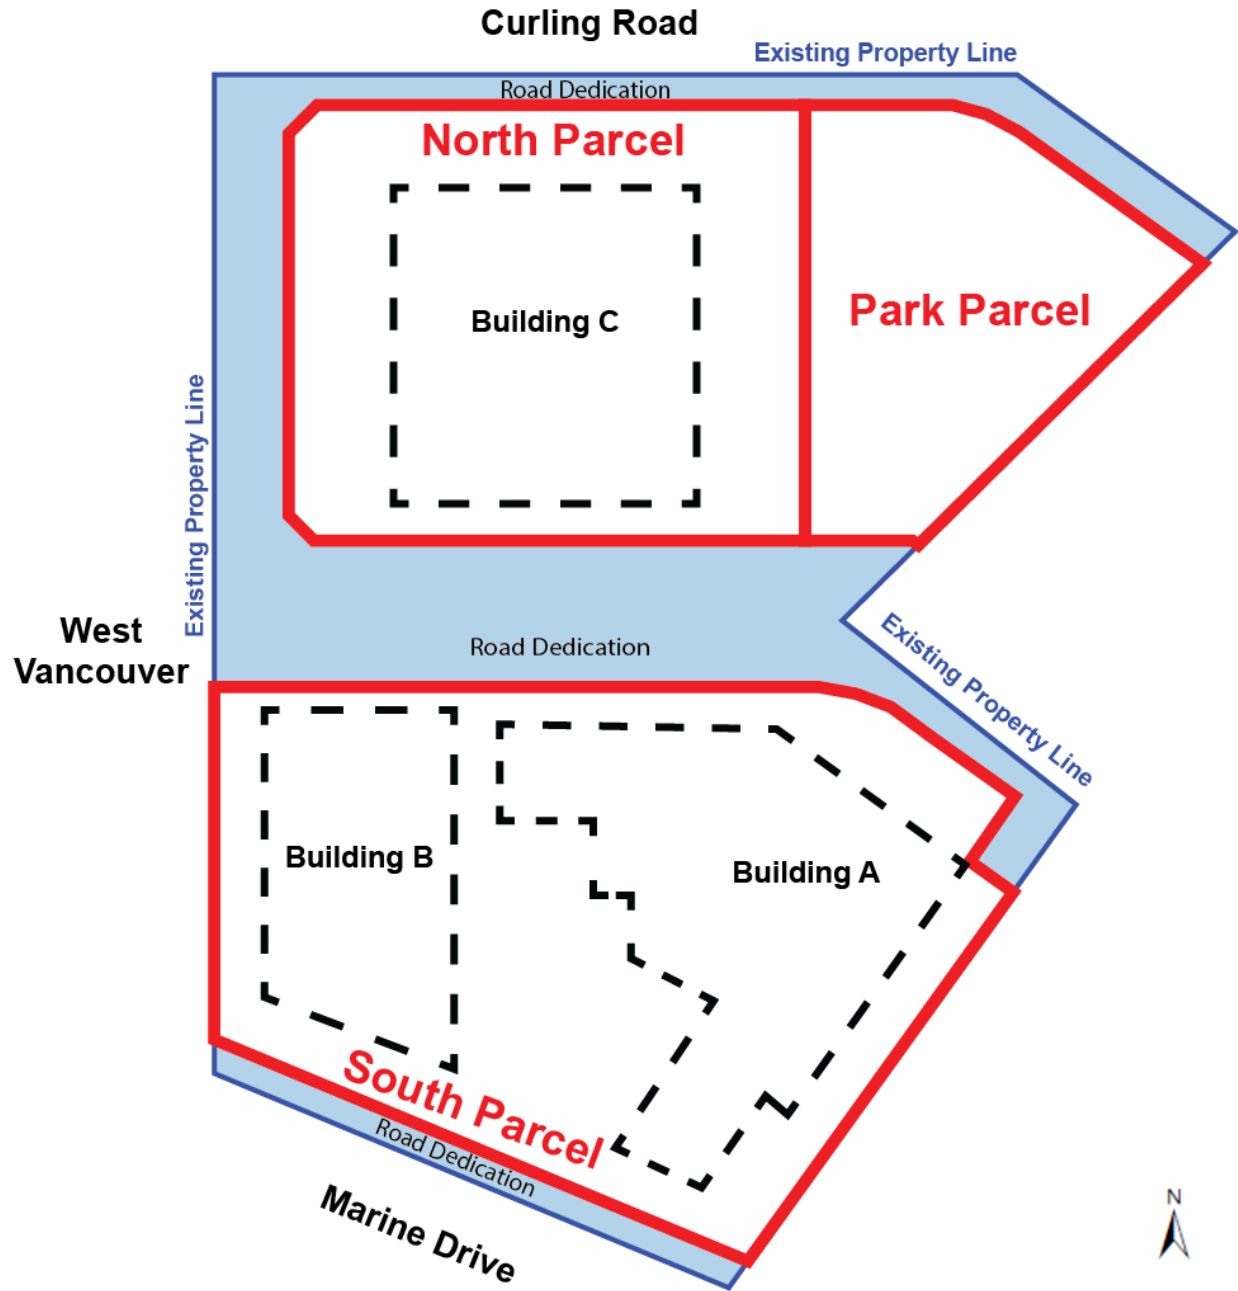 Curling Road
Existing Property Line
Road Dedication
North Parcel
Park Parcel
Building C
Existing Property Line
West
Vancouver
Road Dedication
Existing Property Line
Building B
Building A
South Parcel
Road Dedication
Marine Drive
N